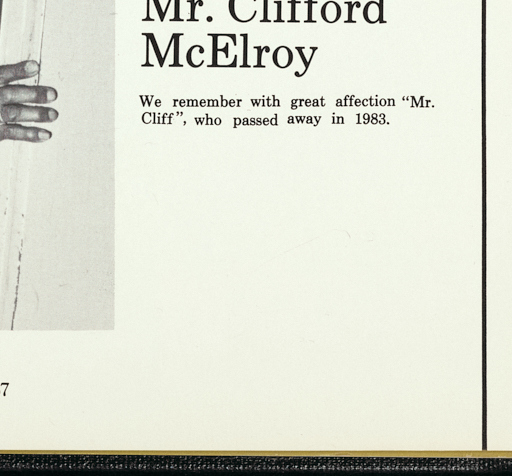 Mr. Clifford
McElroy
We remember with great affection “Mr.
Cliff”, who passed away in 1983.
7